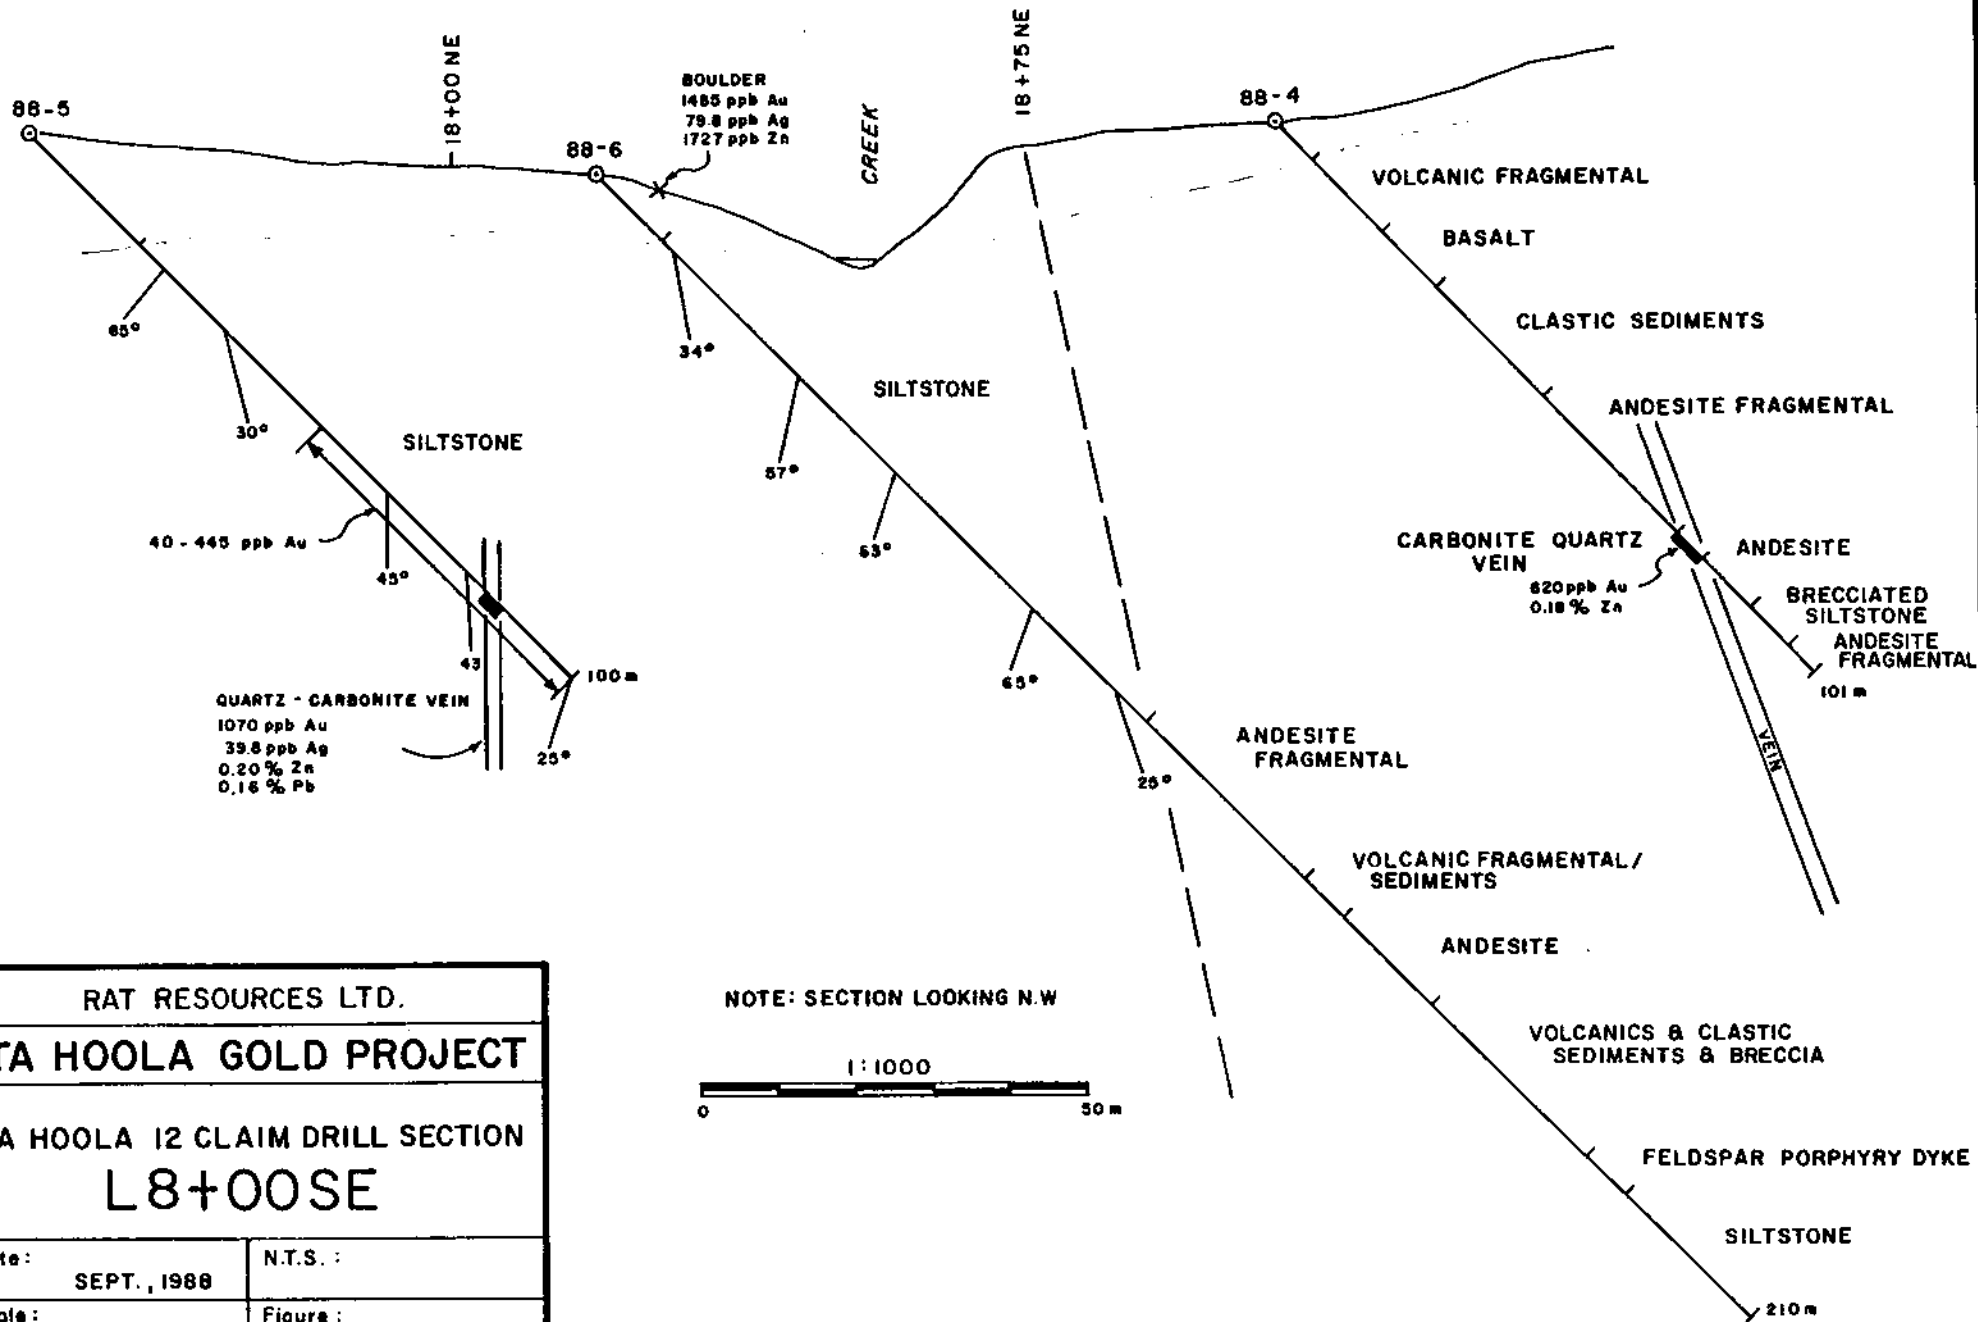 88-5
18+00 NE
BOULDER
1485 ppb Au
79.8 ppb Ag
1727 ppb Zn
88-6
CREEK
18+75 NE
88-4
VOLCANIC FRAGMENTAL
BASALT
CLASTIC SEDIMENTS
ANDESITE FRAGMENTAL
65°
30°
SILTSTONE
34°
SILTSTONE
57°
63°
65°
25°
40 - 445 ppb Au
45°
43
100 m
25°
QUARTZ - CARBONITE VEIN
1070 ppb Au
39.8 ppb Ag
0.20 % Zn
0.16 % Pb
CARBONITE QUARTZ
VEIN
620 ppb Au
0.18 % Zn
ANDESITE
BRECCIATED
SILTSTONE
ANDESITE
FRAGMENTAL
101 m
VEIN
ANDESITE
FRAGMENTAL
VOLCANIC FRAGMENTAL/
SEDIMENTS
ANDESITE
VOLCANICS & CLASTIC
SEDIMENTS & BRECCIA
FELDSPAR PORPHYRY DYKE
SILTSTONE
210 m
NOTE: SECTION LOOKING N.W
1:1000
0 50 m
RAT RESOURCES LTD.
TA HOOLA GOLD PROJECT
A HOOLA 12 CLAIM DRILL SECTION
L8+00SE
te: SEPT., 1988
N.T.S. :
ale:
Figure :